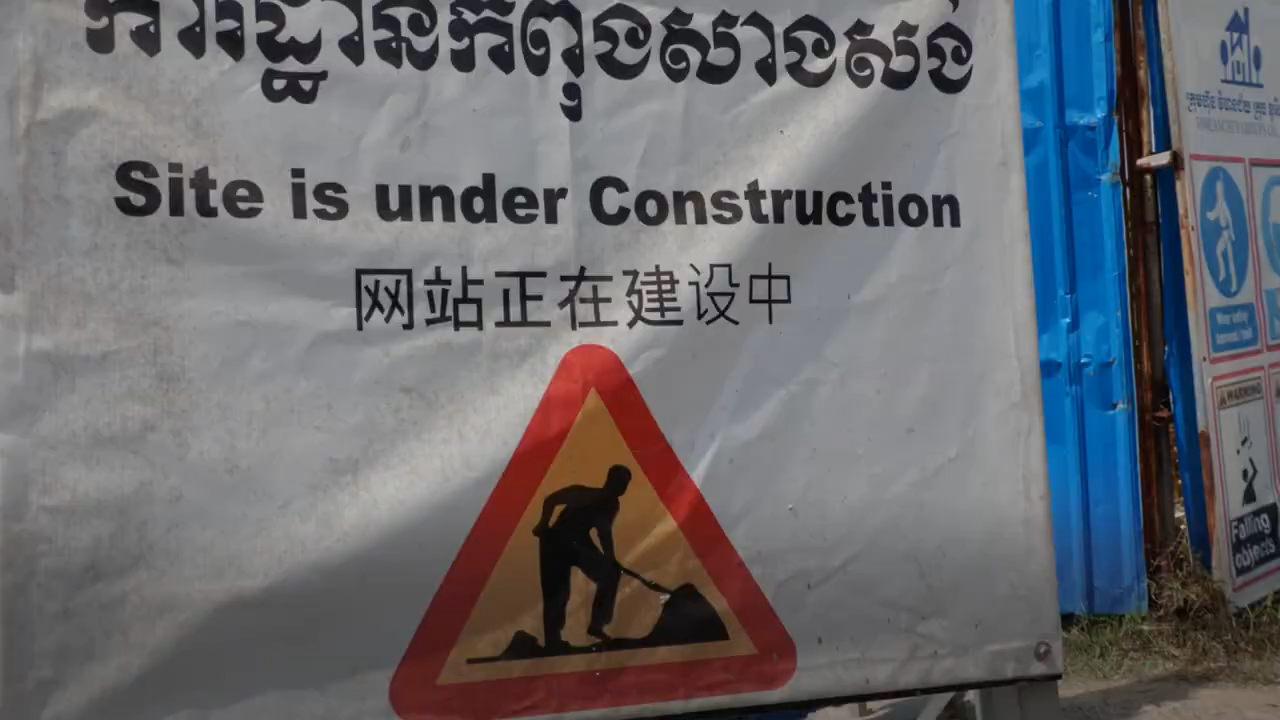 ការដ្ឋានកំពុងសាងសង់
Site is under Construction
网站正在建设中
WARNING
Falling
objects